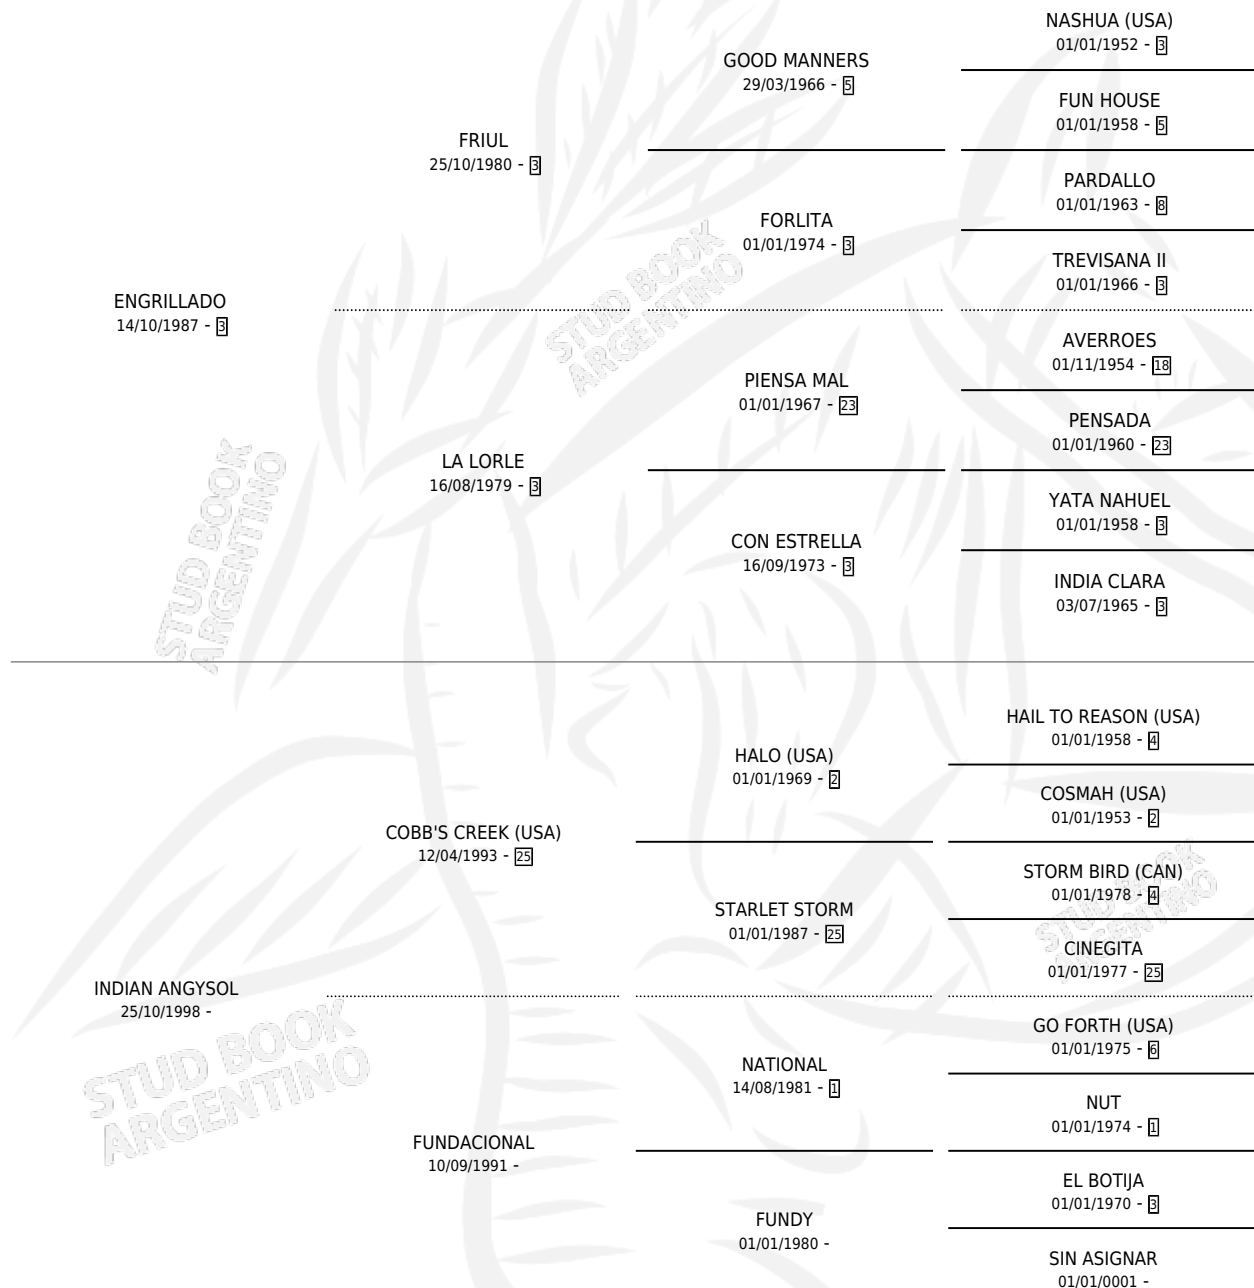 NASHUA (USA)
01/01/1952 - 3
GOOD MANNERS
29/03/1966 - 5
FUN HOUSE
01/01/1958 - 5
FRIUL
25/10/1980 - 3
PARDALLO
01/01/1963 - 8
FORLITA
01/01/1974 - 3
TREVISANA II
01/01/1966 - 3
ENGRILLADO
14/10/1987 - 3
STUD BOOK
ARGENTINO
AVERROES
01/11/1954 - 18
PIENSA MAL
01/01/1967 - 23
PENSADA
01/01/1960 - 23
LA LORLE
16/08/1979 - 3
YATA NAHUEL
01/01/1958 - 3
CON ESTRELLA
16/09/1973 - 3
INDIA CLARA
03/07/1965 - 3
STUD BOOK
ARGENTINO
HAIL TO REASON (USA)
01/01/1958 - 4
HALO (USA)
01/01/1969 - 2
COSMAH (USA)
01/01/1953 - 2
COBB'S CREEK (USA)
12/04/1993 - 25
STORM BIRD (CAN)
01/01/1978 - 4
STARLET STORM
01/01/1987 - 25
STUD BOOK
ARGENTINO
CINEGITA
01/01/1977 - 25
INDIAN ANGYSOL
25/10/1998 -
GO FORTH (USA)
01/01/1975 - 6
STUD BOOK
ARGENTINO
NATIONAL
14/08/1981 - 1
NUT
01/01/1974 - 1
FUNDACIONAL
10/09/1991 -
EL BOTIJA
01/01/1970 - 3
FUNDY
01/01/1980 -
SIN ASIGNAR
01/01/0001 -